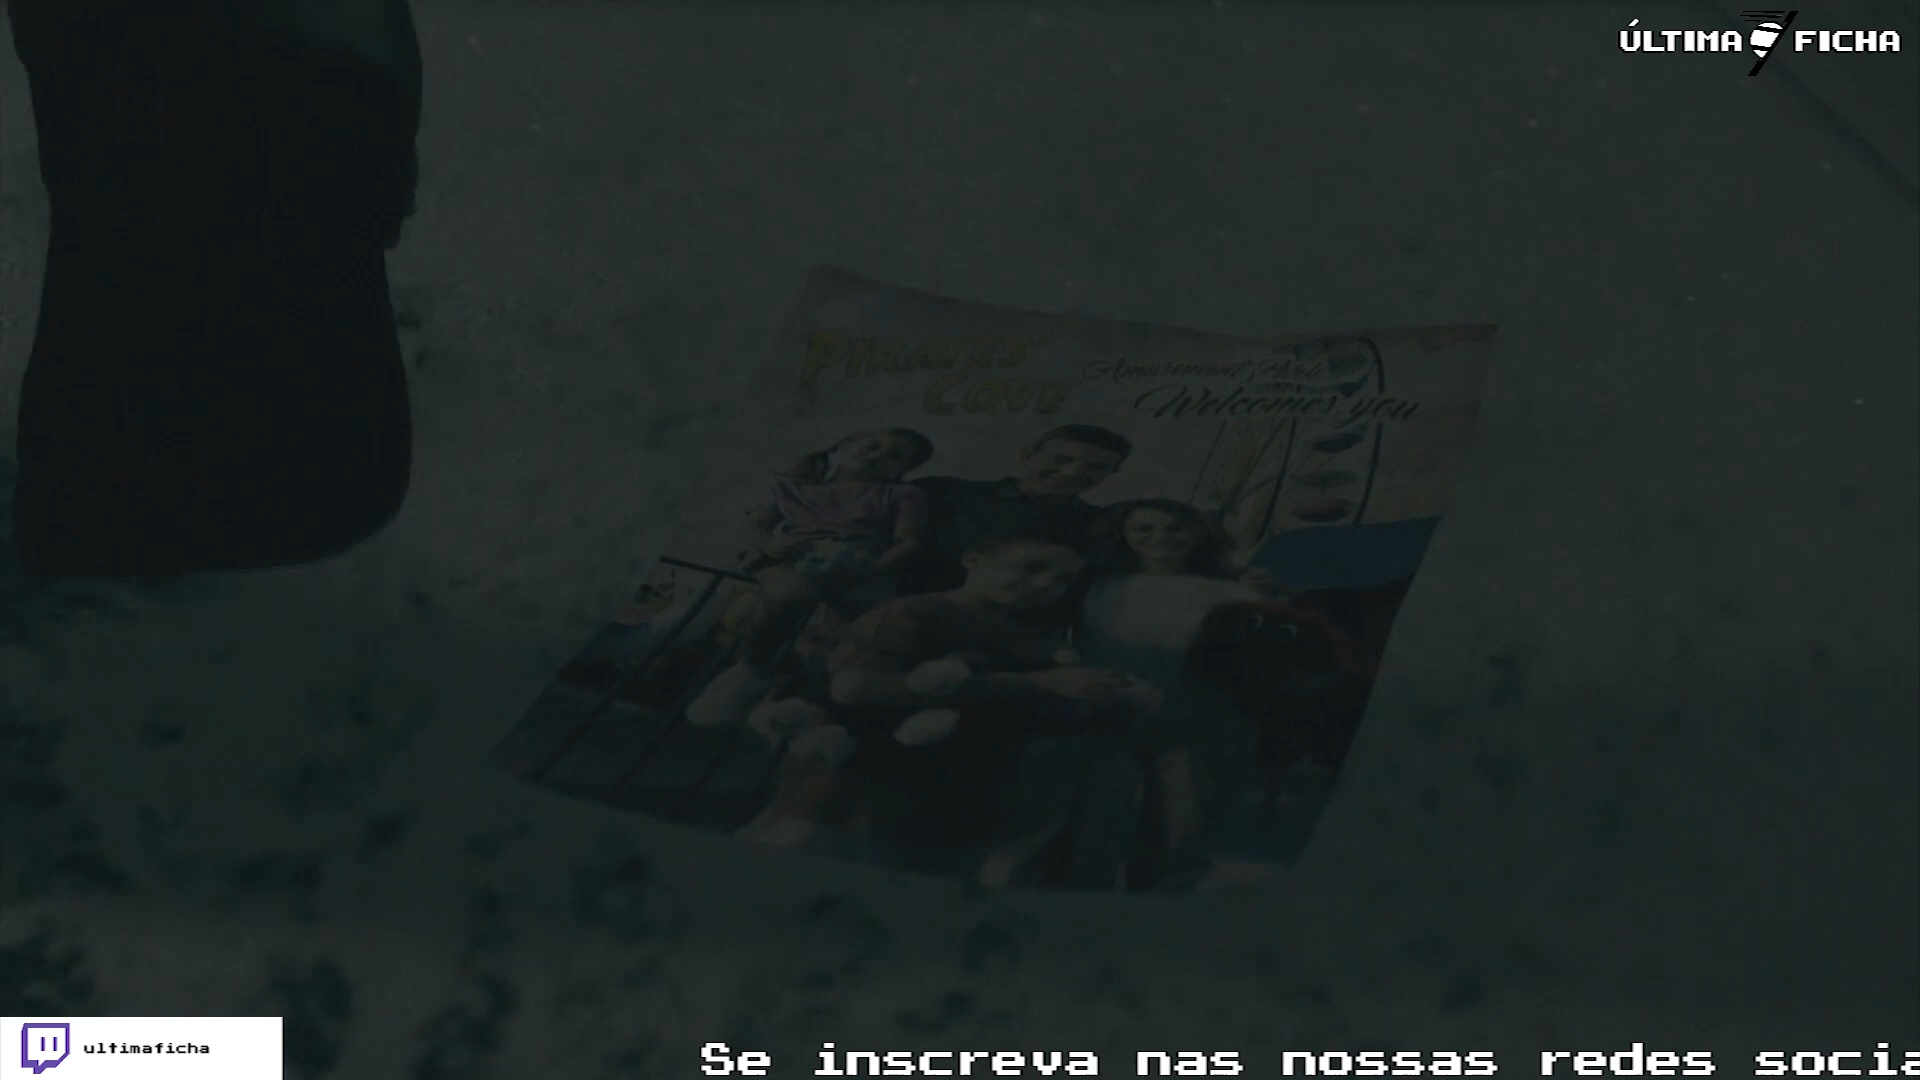 ÚLTIMA FICHA
PIRATES'
COVE
Amusement Park
Welcomes you
ultimaficha
Se inscreva nas nossas redes socia